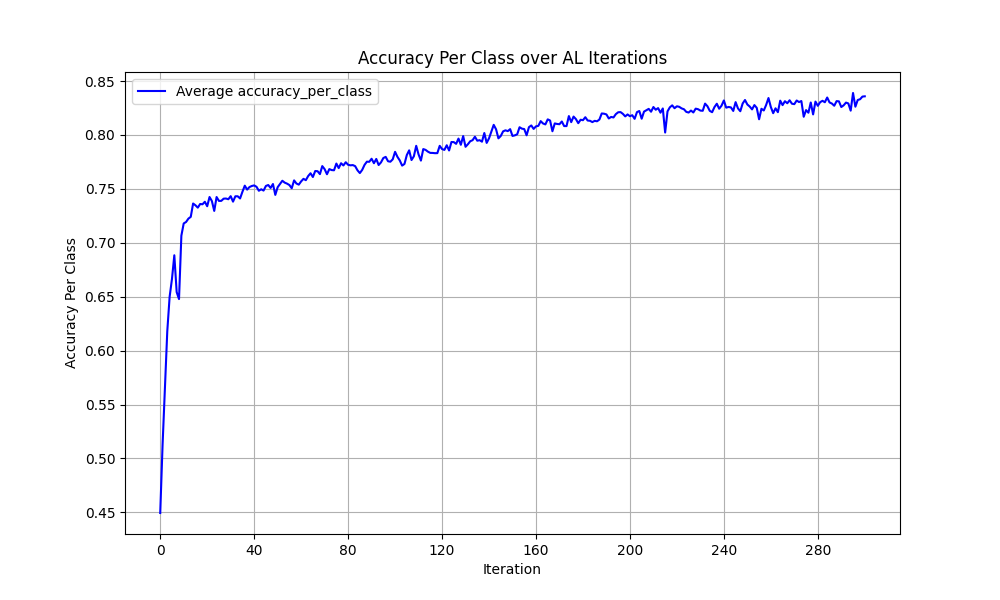 Accuracy Per Class over AL Iterations
Average accuracy_per_class
Accuracy Per Class
0.85
0.80
0.75
0.70
0.65
0.60
0.55
0.50
0.45
0 40 80 120 160 200 240 280
Iteration